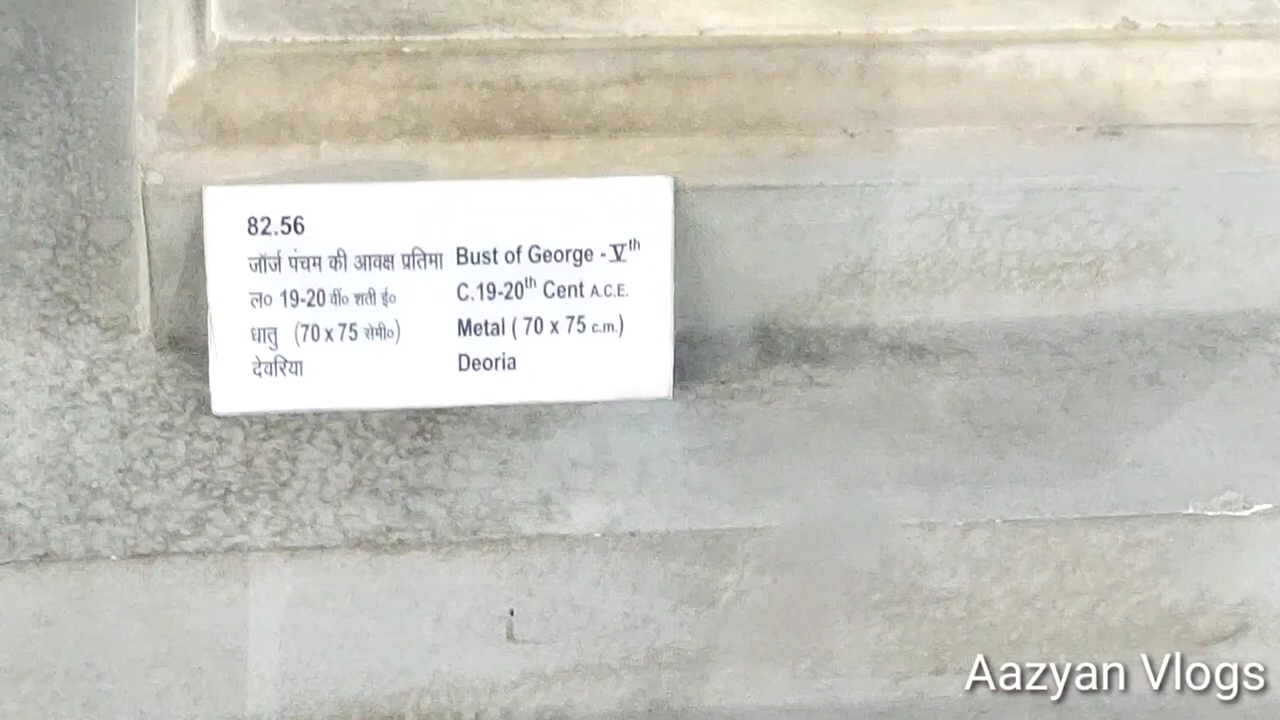 82.56
जॉर्ज पंचम की आवक्ष प्रतिमा Bust of George - Vth
ल० 19-20 वीं० शती ई० C.19-20th Cent A.C.E.
धातु (70 x 75 सेमी०) Metal ( 70 x 75 c.m.)
देवरिया Deoria
Aazyan Vlogs